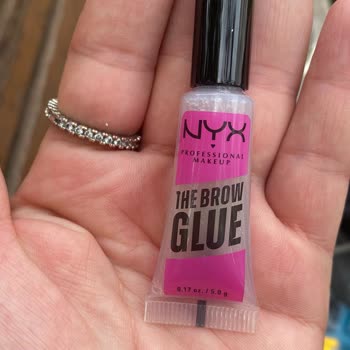 NYX
PROFESSIONAL
MAKEUP
THE BROW
GLUE
0.17 oz. / 5.0 g